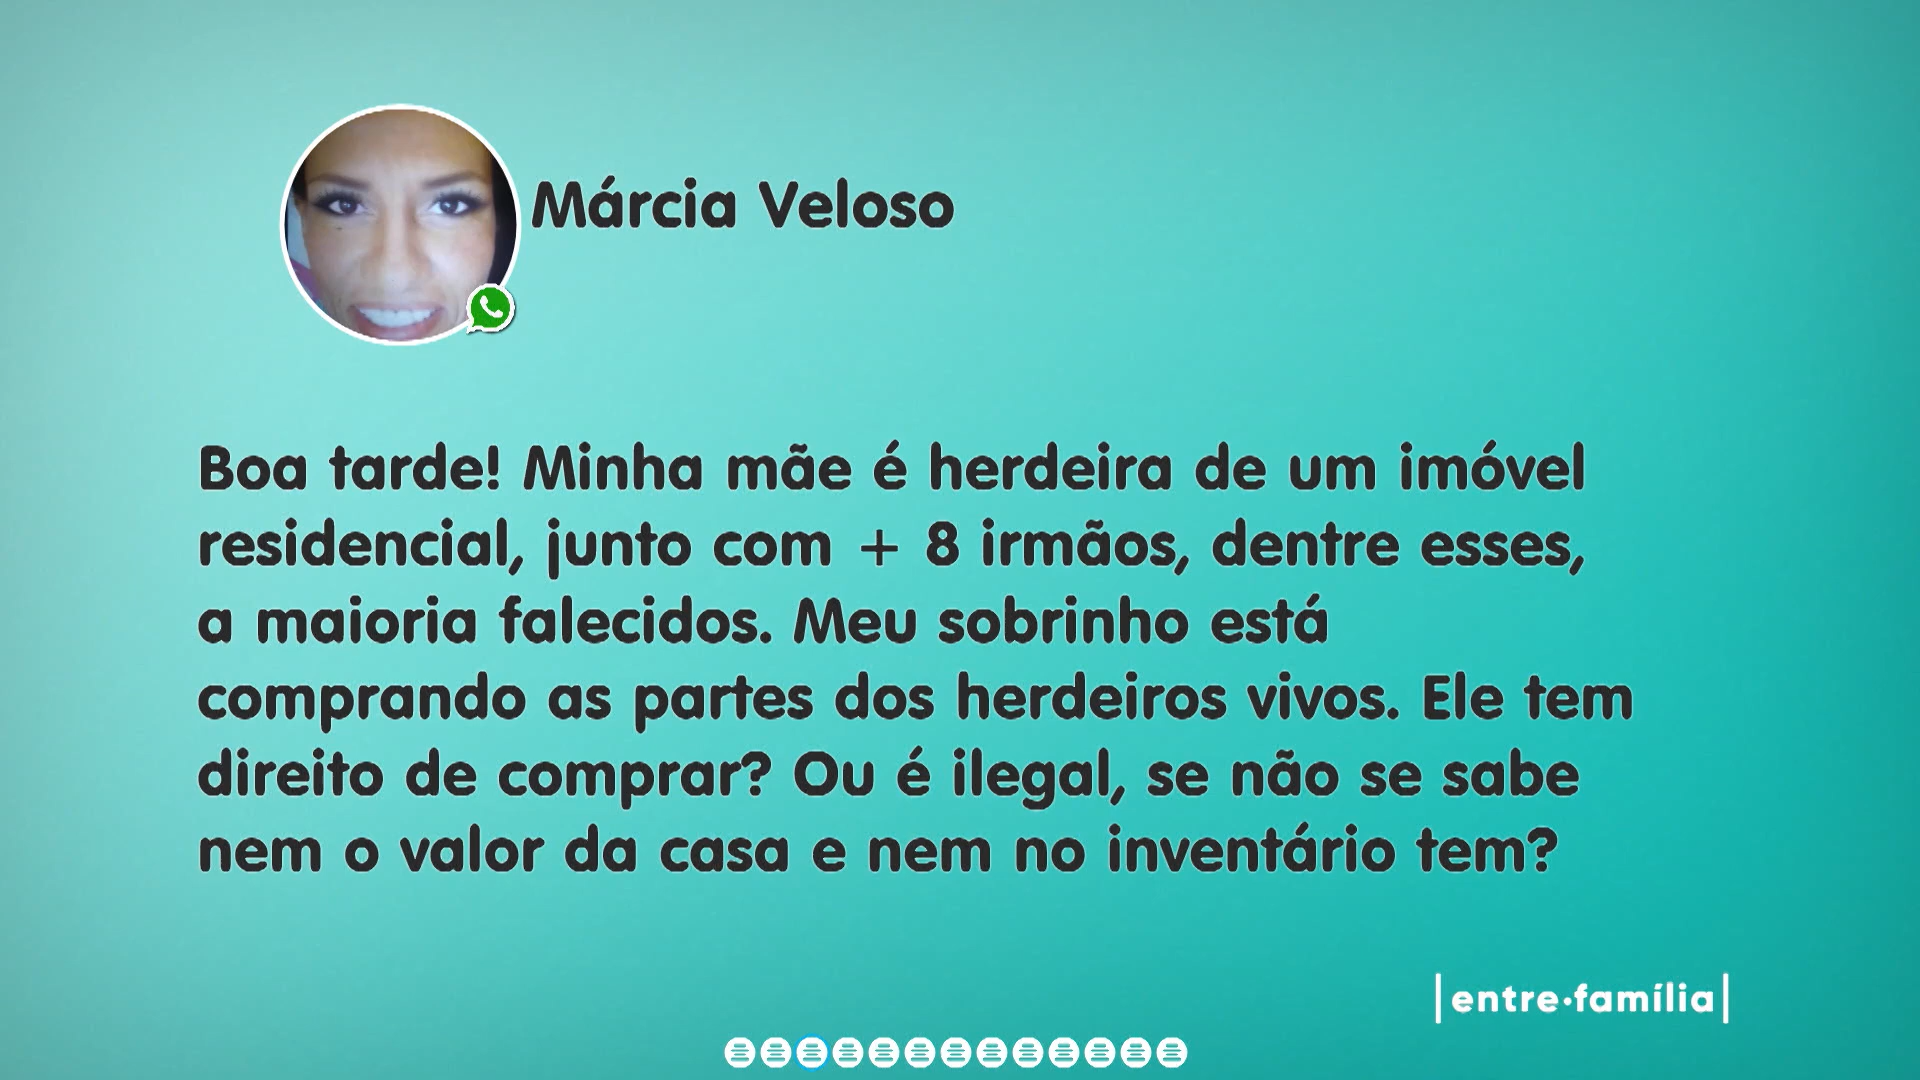 Márcia Veloso
Boa tarde! Minha mãe é herdeira de um imóvel
residencial, junto com + 8 irmãos, dentre esses,
a maioria falecidos. Meu sobrinho está
comprando as partes dos herdeiros vivos. Ele tem
direito de comprar? Ou é ilegal, se não se sabe
nem o valor da casa e nem no inventário tem?
|entre•família|